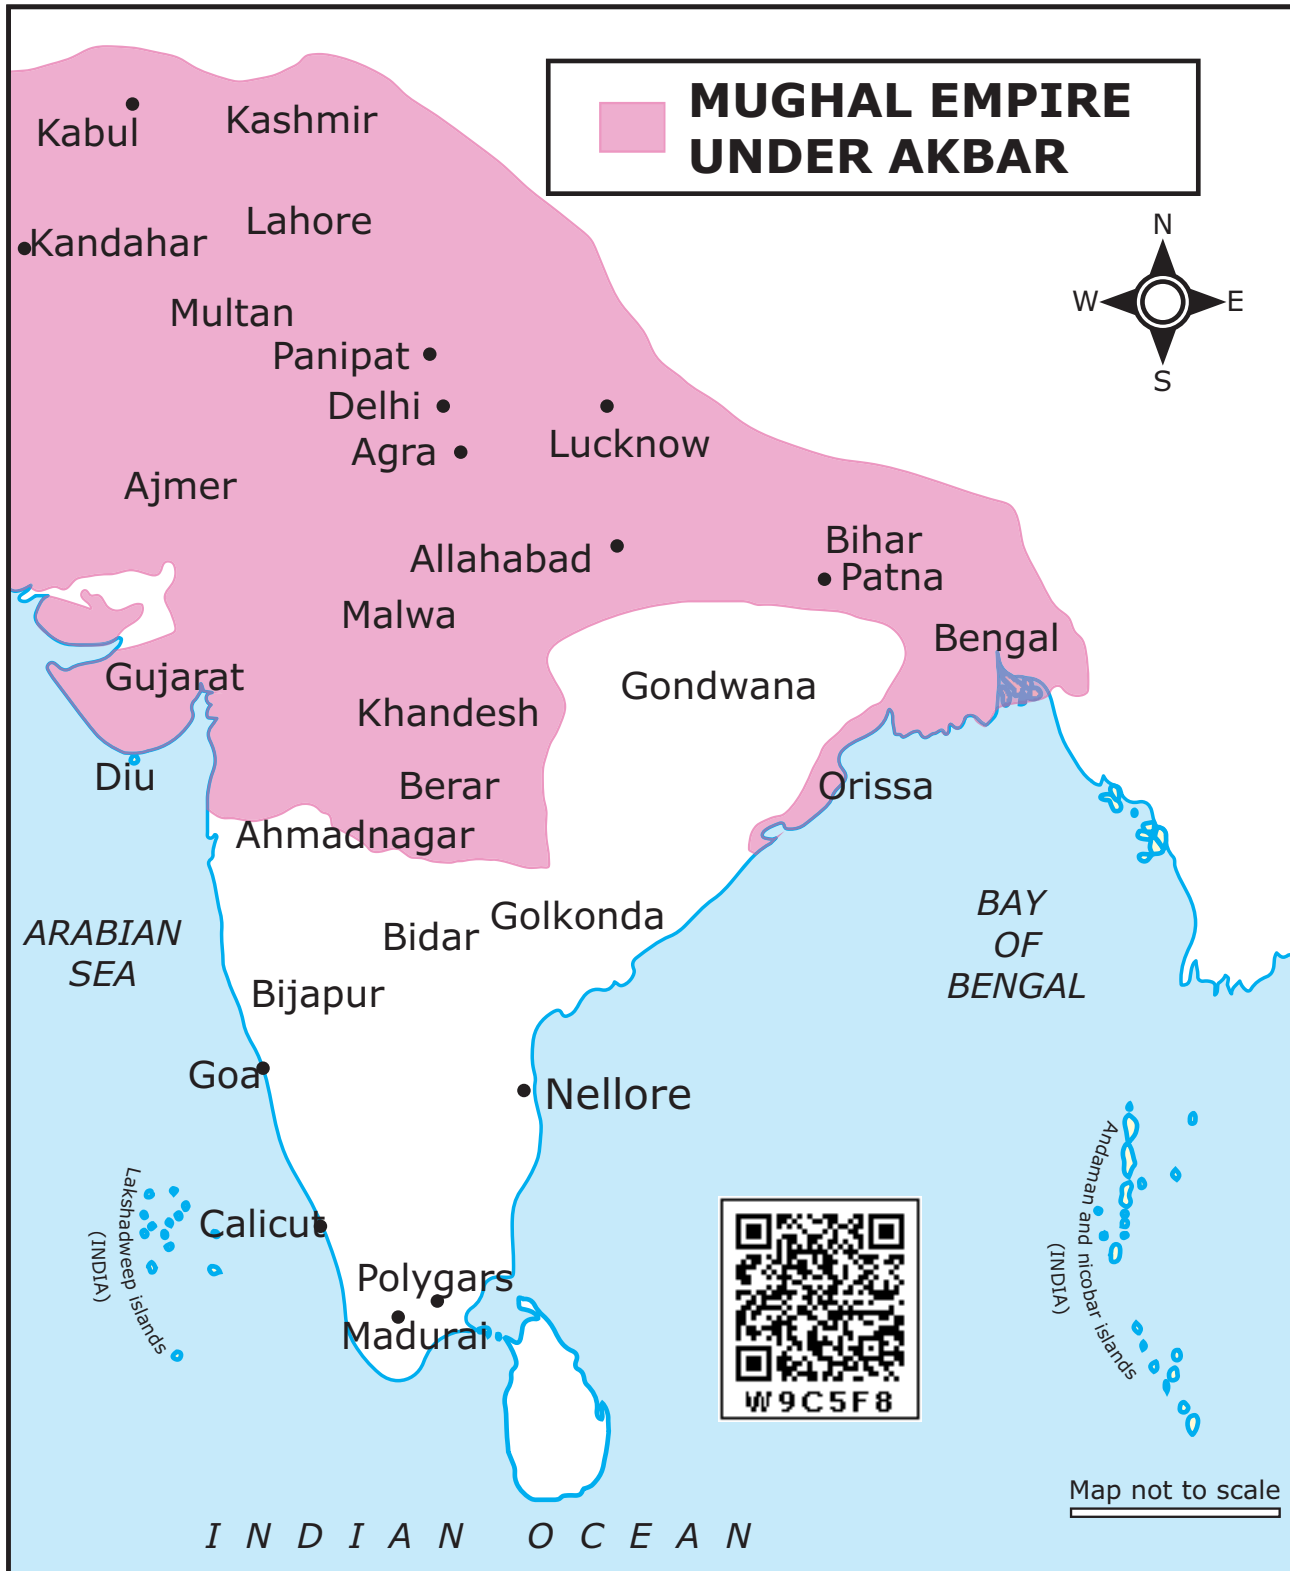 MUGHAL EMPIRE
UNDER AKBAR
N
W
E
S
Kabul
Kashmir
Lahore
Kandahar
Multan
Panipat
Delhi
Lucknow
Agra
Ajmer
Allahabad
Bihar
Patna
Malwa
Bengal
Gujarat
Gondwana
Khandesh
Diu
Berar
Orissa
Ahmadnagar
ARABIAN
SEA
Bidar
Golkonda
BAY
OF
BENGAL
Bijapur
Goa
Nellore
Lakshadweep islands
(INDIA)
Calicut
Andaman and nicobar islands
(INDIA)
Polygars
Madurai
W9C5F8
Map not to scale
INDIAN OCEAN